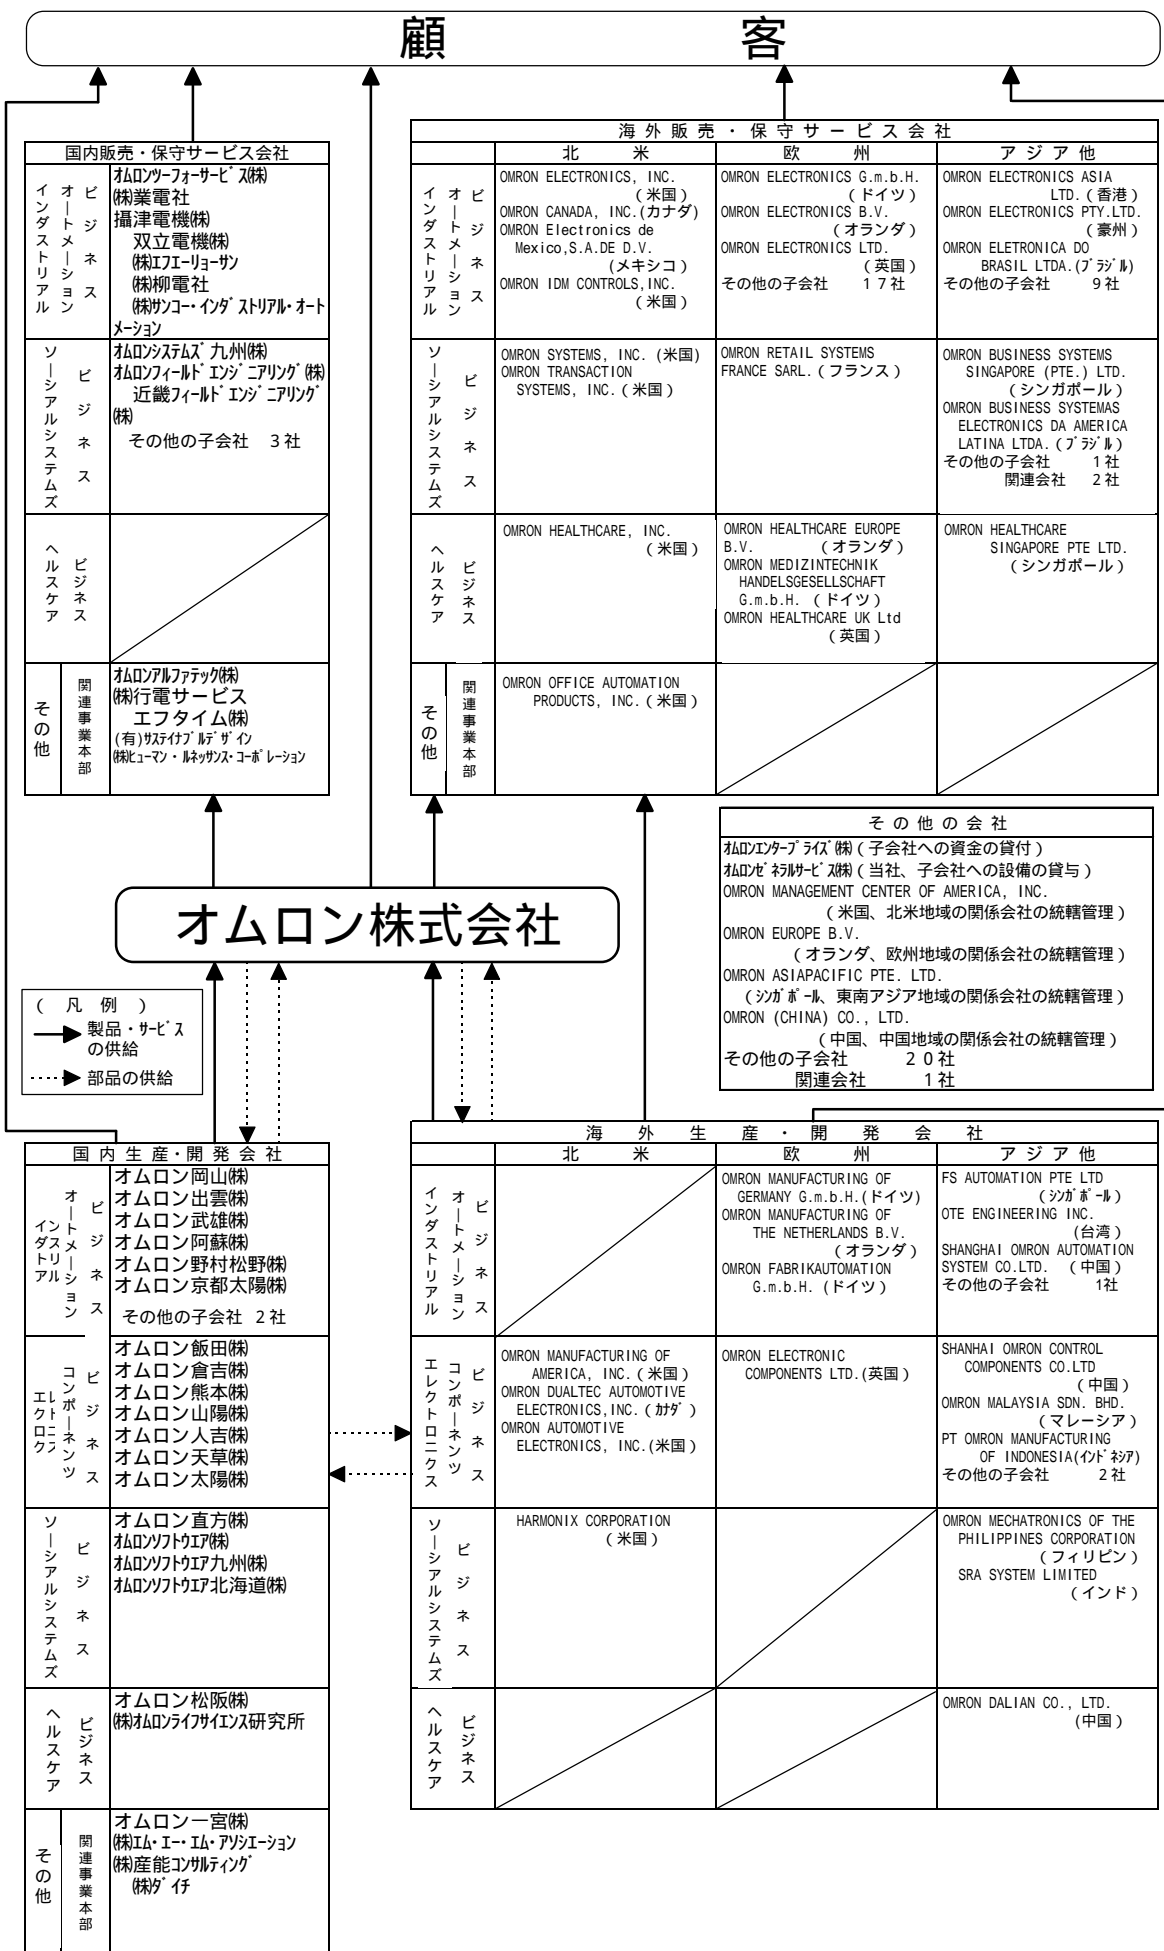 顧 客
国内販売・保守サービス会社
インダストリアル
オートメーション
ビジネス
オムロンツーフォーサービス㈱
㈱業電社
攝津電機㈱
双立電機㈱
㈱エフエーリョーサン
㈱柳電社
㈱サンコー・インダストリアル・オート
メーション
ソーシャルシステムズ
ビジネス
オムロンシステムズ九州㈱
オムロンフィールドエンジニアリング㈱
近畿フィールドエンジニアリング
㈱
その他の子会社 3社
ヘルスケア
ビジネス
その他
関連事業本部
オムロンアルファテック㈱
㈱行電サービス
エフタイム㈱
(有)サステイナブルデザイン
㈱ヒューマン・ルネッサンス・コーポレーション
海外販売・保守サービス会社
北 米
欧 州
アジア他
インダストリアル
オートメーション
ビジネス
OMRON ELECTRONICS, INC.
(米国)
OMRON CANADA, INC.(カナダ)
OMRON Electronics de
Mexico,S.A.DE D.V.
(メキシコ)
OMRON IDM CONTROLS,INC.
(米国)
OMRON ELECTRONICS G.m.b.H.
(ドイツ)
OMRON ELECTRONICS B.V.
(オランダ)
OMRON ELECTRONICS LTD.
(英国)
その他の子会社 17社
OMRON ELECTRONICS ASIA
LTD.(香港)
OMRON ELECTRONICS PTY.LTD.
(豪州)
OMRON ELETRONICA DO
BRASIL LTDA.(ブラジル)
その他の子会社 9社
ソーシアルシステムズ
ビジネス
OMRON SYSTEMS, INC.(米国)
OMRON TRANSACTION
SYSTEMS, INC.(米国)
OMRON RETAIL SYSTEMS
FRANCE SARL.(フランス)
OMRON BUSINESS SYSTEMS
SINGAPORE (PTE.) LTD.
(シンガポール)
OMRON BUSINESS SYSTEMAS
ELECTRONICS DA AMERICA
LATINA LTDA.(ブラジル)
その他の子会社 1社
関連会社 2社
ヘルスケア
ビジネス
OMRON HEALTHCARE, INC.
(米国)
OMRON HEALTHCARE EUROPE
B.V. (オランダ)
OMRON MEDIZINTECHNIK
HANDELSGESELLSCHAFT
G.m.b.H. (ドイツ)
OMRON HEALTHCARE UK Ltd
(英国)
OMRON HEALTHCARE
SINGAPORE PTE LTD.
(シンガポール)
その他
関連事業本部
OMRON OFFICE AUTOMATION
PRODUCTS, INC.(米国)
その他の会社
オムロンエンタープライズ㈱(子会社への資金の貸付)
オムロンゼネラルサービス㈱(当社、子会社への設備の貸与)
OMRON MANAGEMENT CENTER OF AMERICA, INC.
(米国、北米地域の関係会社の統轄管理)
OMRON EUROPE B.V.
(オランダ、欧州地域の関係会社の統轄管理)
OMRON ASIAPACIFIC PTE. LTD.
(シンガポール、東南アジア地域の関係会社の統轄管理)
OMRON (CHINA) CO., LTD.
(中国、中国地域の関係会社の統轄管理)
その他の子会社 20社
関連会社 1社
オムロン株式会社
(凡例)
製品・サービス
の供給
部品の供給
国内生産・開発会社
インダストリアル
オートメーション
ビジネス
オムロン岡山㈱
オムロン出雲㈱
オムロン武雄㈱
オムロン阿蘇㈱
オムロン野村松野㈱
オムロン京都太陽㈱
その他の子会社 2社
エレクトロニクス
コンポーネンツ
ビジネス
オムロン飯田㈱
オムロン倉吉㈱
オムロン熊本㈱
オムロン山陽㈱
オムロン人吉㈱
オムロン天草㈱
オムロン太陽㈱
ソーシアルシステムズ
ビジネス
オムロン直方㈱
オムロンソフトウエア㈱
オムロンソフトウエア九州㈱
オムロンソフトウエア北海道㈱
ヘルスケア
ビジネス
オムロン松阪㈱
㈱オムロンライフサイエンス研究所
その他
関連事業本部
オムロン一宮㈱
㈱エム・エー・エム・アソシエーション
㈱産能コンサルティング
㈱ダイチ
海外生産・開発会社
北 米
欧 州
アジア他
インダストリアル
オートメーション
ビジネス
OMRON MANUFACTURING OF
GERMANY G.m.b.H.(ドイツ)
OMRON MANUFACTURING OF
THE NETHERLANDS B.V.
(オランダ)
OMRON FABRIKAUTOMATION
G.m.b.H. (ドイツ)
FS AUTOMATION PTE LTD
(シンガポール)
OTE ENGINEERING INC.
(台湾)
SHANGHAI OMRON AUTOMATION
SYSTEM CO.LTD. (中国)
その他の子会社 1社
エレクトロニクス
コンポーネンツ
ビジネス
OMRON MANUFACTURING OF
AMERICA, INC.(米国)
OMRON DUALTEC AUTOMOTIVE
ELECTRONICS,INC.(カナダ)
OMRON AUTOMOTIVE
ELECTRONICS, INC.(米国)
OMRON ELECTRONIC
COMPONENTS LTD.(英国)
SHANHAI OMRON CONTROL
COMPONENTS CO.LTD
(中国)
OMRON MALAYSIA SDN. BHD.
(マレーシア)
PT OMRON MANUFACTURING
OF INDONESIA(インドネシア)
その他の子会社 2社
ソーシアルシステムズ
ビジネス
HARMONIX CORPORATION
(米国)
OMRON MECHATRONICS OF THE
PHILIPPINES CORPORATION
(フィリピン)
SRA SYSTEM LIMITED
(インド)
ヘルスケア
ビジネス
OMRON DALIAN CO., LTD.
(中国)